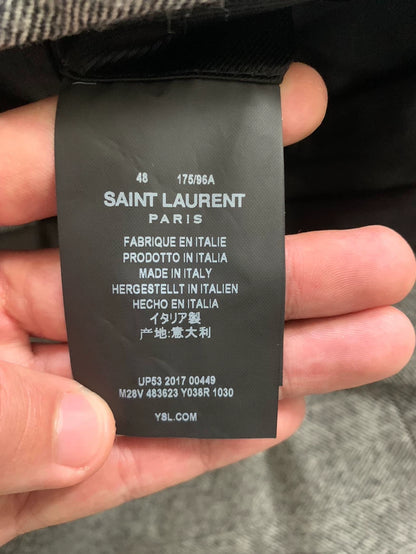 48 175/96A
SAINT LAURENT
PARIS
FABRIQUE EN ITALIE
PRODOTTO IN ITALIA
MADE IN ITALY
HERGESTELLT IN ITALIEN
HECHO EN ITALIA
イタリア製
产地:意大利
UP53 2017 00449
M28V 483623 Y038R 1030
YSL.COM